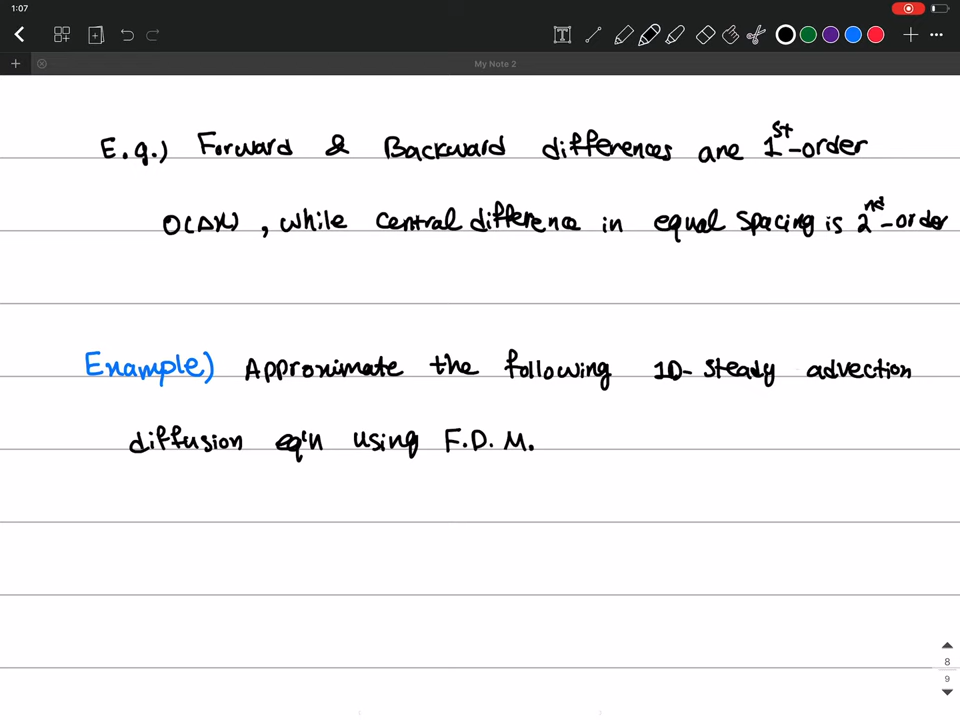 1:07
My Note 2
E.g.) Forward & Backward differences are 1st-order
O(Δx), while central difference in equal spacing is 2nd-order
Example) Approximate the following 1D-steady advection
diffusion eq'n using F.D.M.
8
9